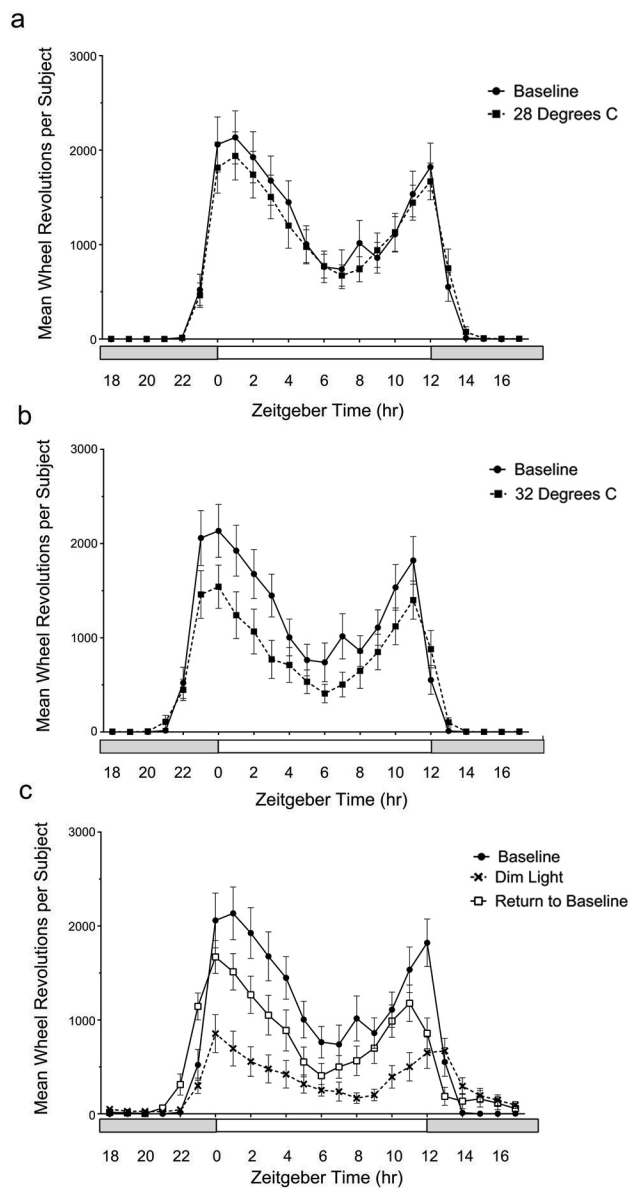 a
Mean Wheel Revolutions per Subject
3000
2000
1000
0
Baseline
28 Degrees C
18 20 22 0 2 4 6 8 10 12 14 16
Zeitgeber Time (hr)
b
Mean Wheel Revolutions per Subject
3000
2000
1000
0
Baseline
32 Degrees C
18 20 22 0 2 4 6 8 10 12 14 16
Zeitgeber Time (hr)
c
Mean Wheel Revolutions per Subject
3000
2000
1000
0
Baseline
Dim Light
Return to Baseline
18 20 22 0 2 4 6 8 10 12 14 16
Zeitgeber Time (hr)